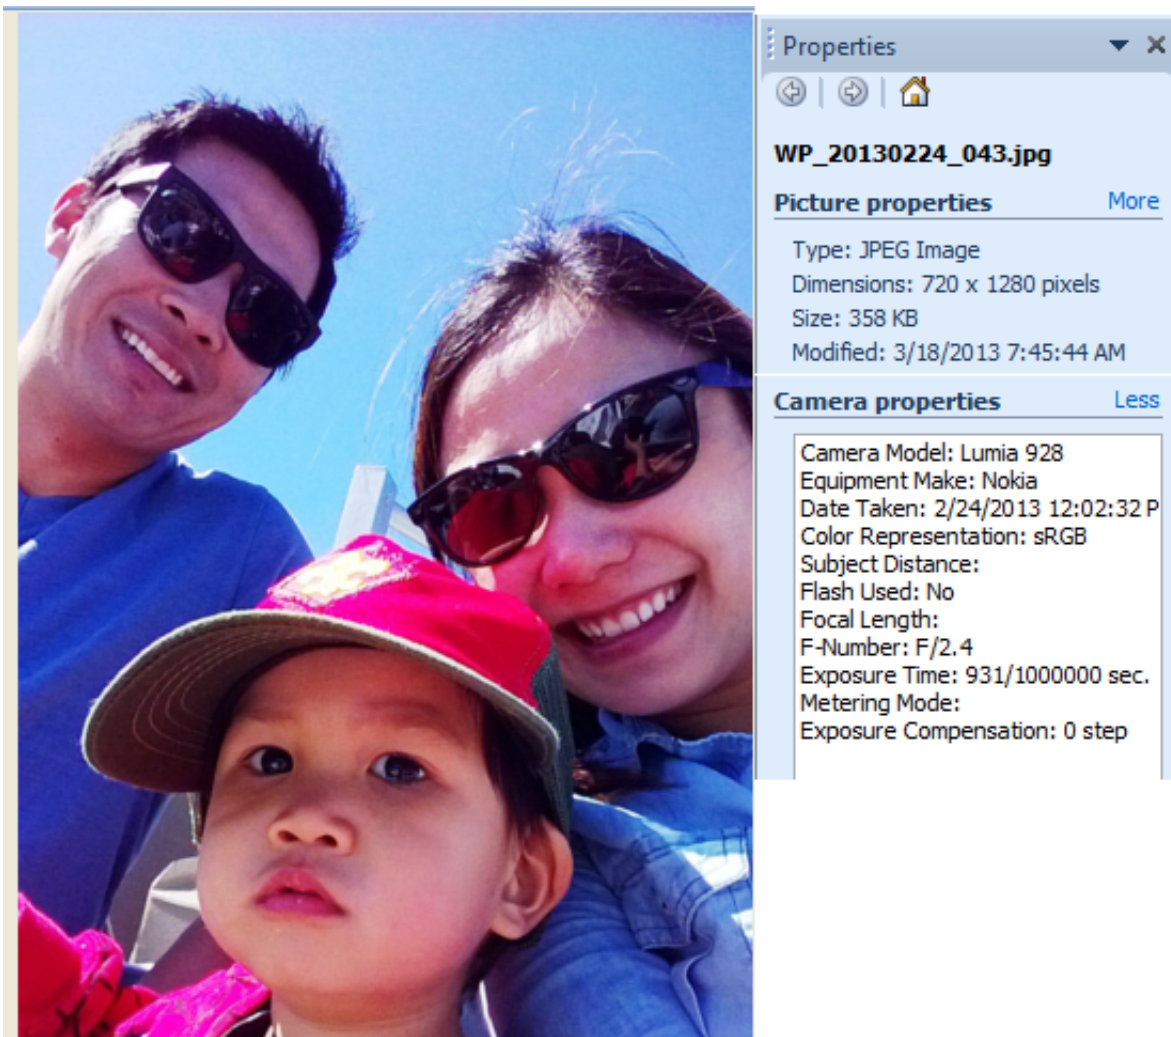 Properties
WP_20130224_043.jpg
Picture properties More
Type: JPEG Image
Dimensions: 720 x 1280 pixels
Size: 358 KB
Modified: 3/18/2013 7:45:44 AM
Camera properties Less
Camera Model: Lumia 928
Equipment Make: Nokia
Date Taken: 2/24/2013 12:02:32 P
Color Representation: sRGB
Subject Distance:
Flash Used: No
Focal Length:
F-Number: F/2.4
Exposure Time: 931/1000000 sec.
Metering Mode:
Exposure Compensation: 0 step